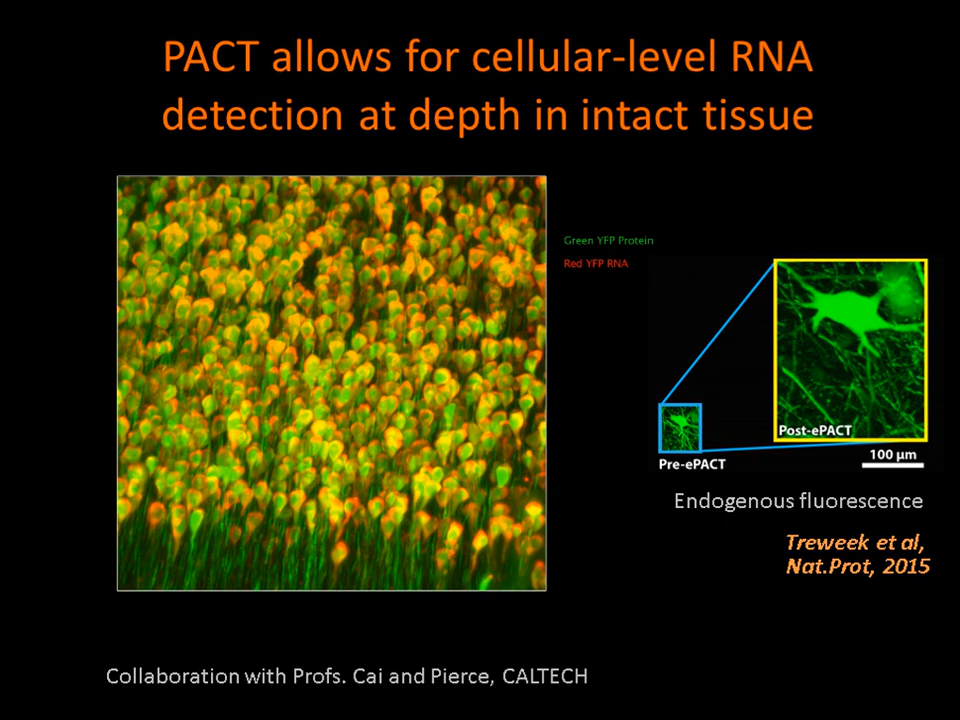 PACT allows for cellular-level RNA
detection at depth in intact tissue
Green YFP Protein
Red YFP RNA
Post-ePACT
Pre-ePACT
100 µm
Endogenous fluorescence
Treweek et al,
Nat.Prot, 2015
Collaboration with Profs. Cai and Pierce, CALTECH